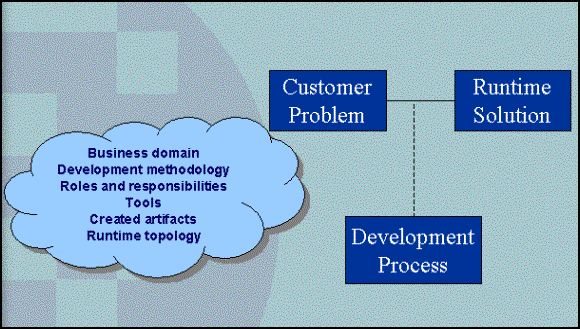 Customer
Problem
Runtime
Solution
Business domain
Development methodology
Roles and responsibilities
Tools
Created artifacts
Runtime topology
Development
Process